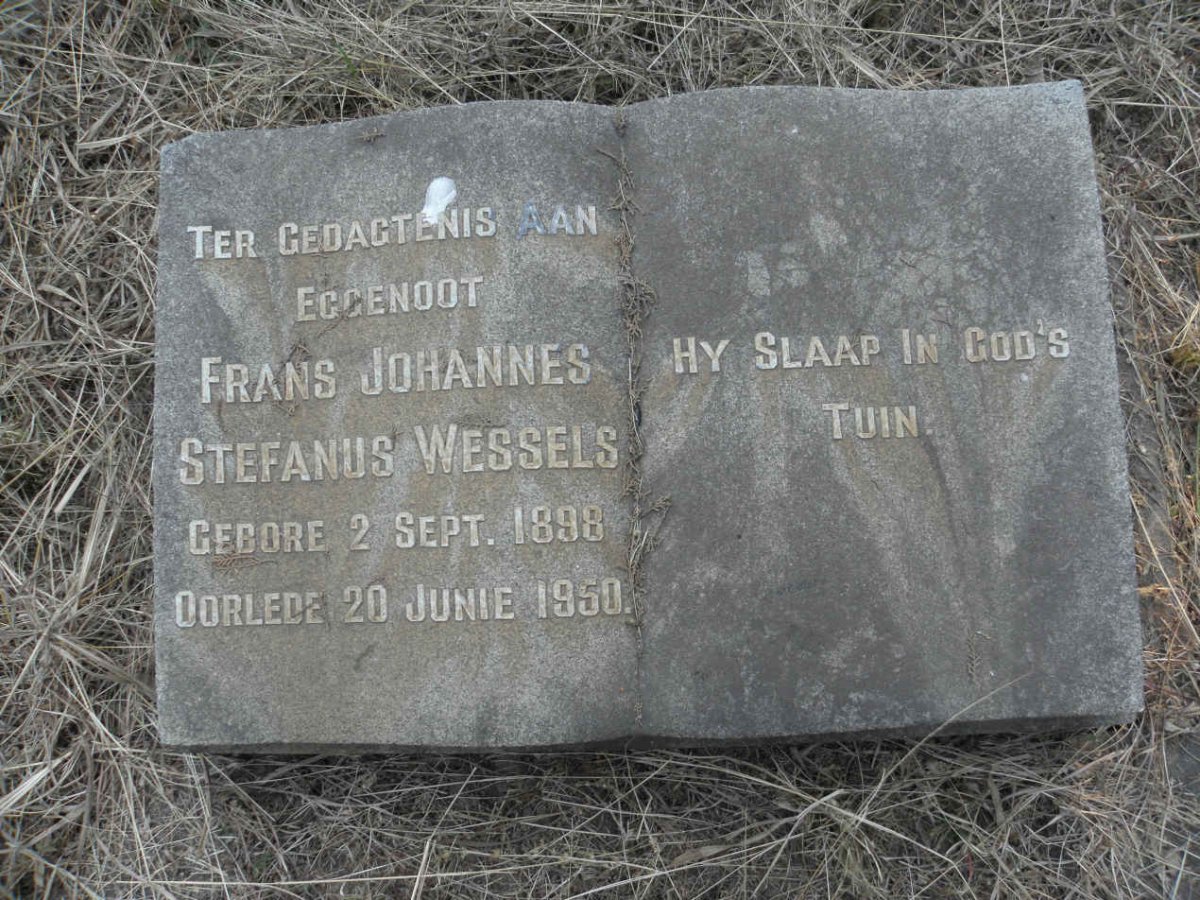 TER GEDAGTENIS AAN
EGGENOOT
FRANS JOHANNES
STEFANUS WESSELS
GEBORE 2 SEPT. 1898
OORLEDE 20 JUNIE 1950.
HY SLAAP IN GOD'S
TUIN.